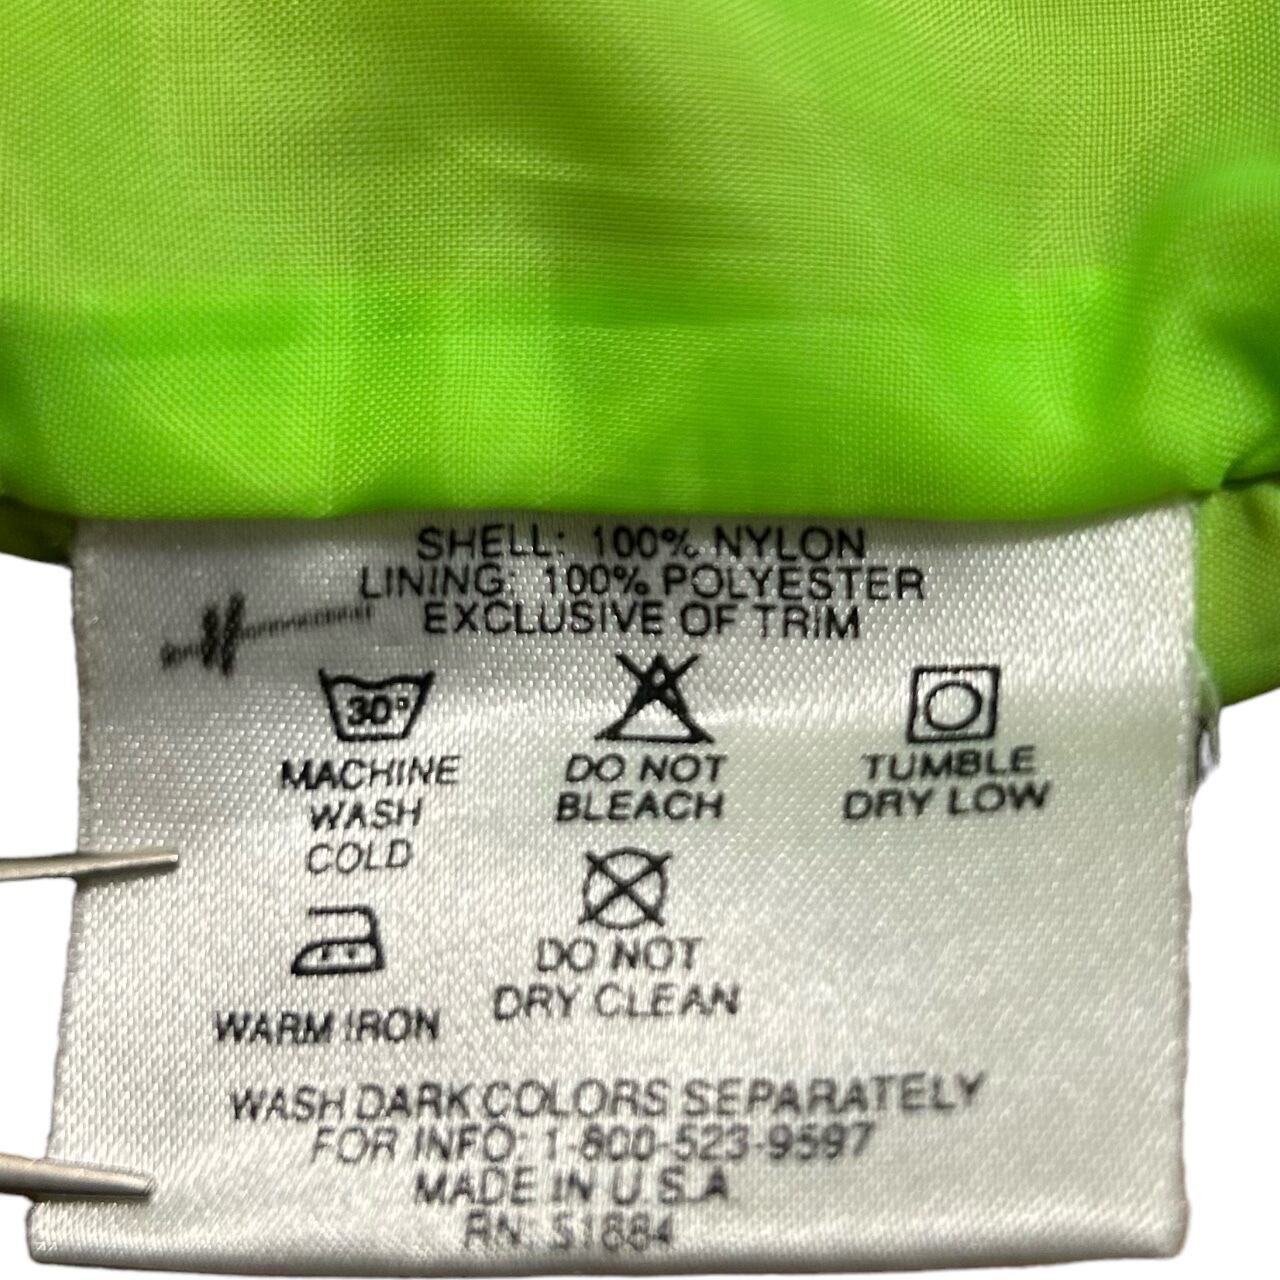 SHELL: 100% NYLON
LINING: 100% POLYESTER
EXCLUSIVE OF TRIM
30°
MACHINE
WASH
COLD
DO NOT
BLEACH
TUMBLE
DRY LOW
WARM IRON
DO NOT
DRY CLEAN
WASH DARK COLORS SEPARATELY
FOR INFO: 1-800-523-9597
MADE IN U.S.A
RN: 51884